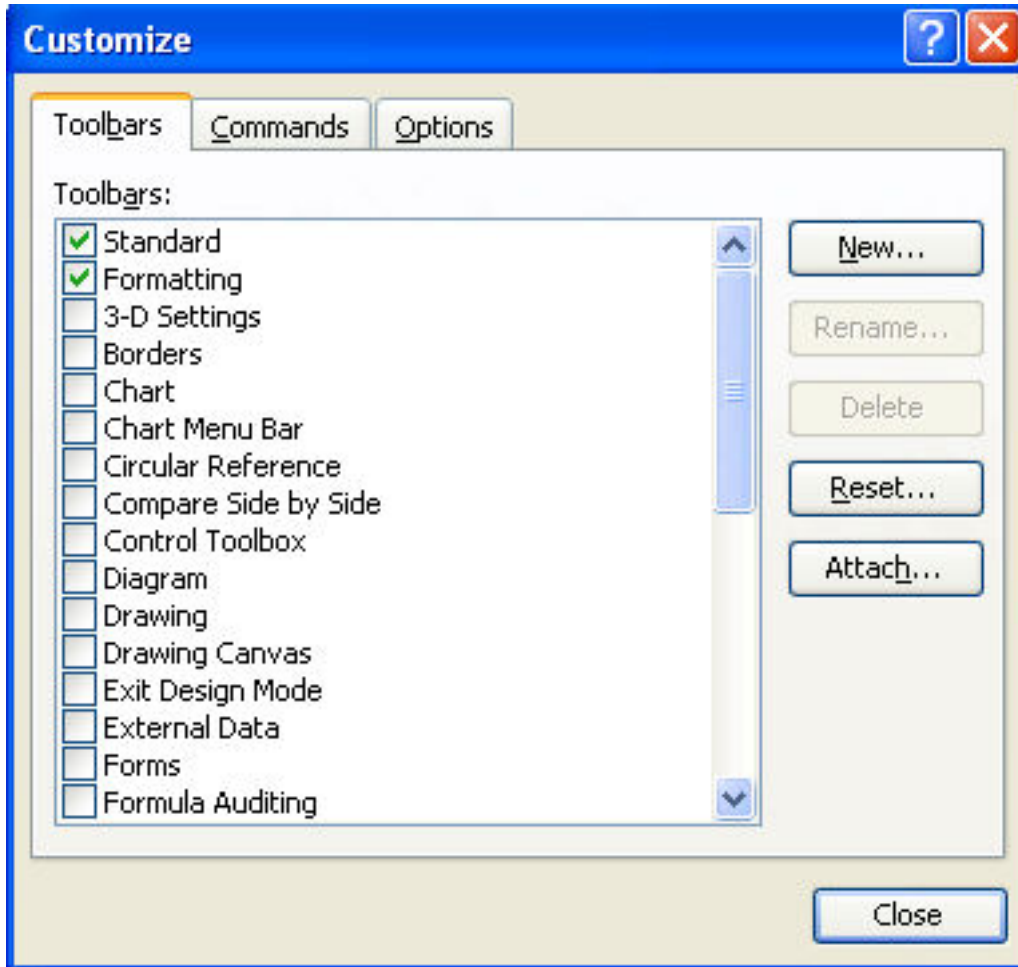 Customize
Toolbars Commands Options
Toolbars:
Standard
Formatting
3-D Settings
Borders
Chart
Chart Menu Bar
Circular Reference
Compare Side by Side
Control Toolbox
Diagram
Drawing
Drawing Canvas
Exit Design Mode
External Data
Forms
Formula Auditing
New...
Rename...
Delete
Reset...
Attach...
Close